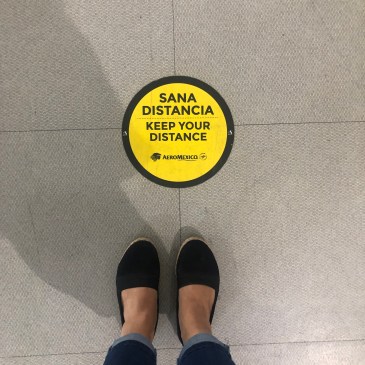 SANA
DISTANCIA
KEEP YOUR
DISTANCE
AEROMEXICO